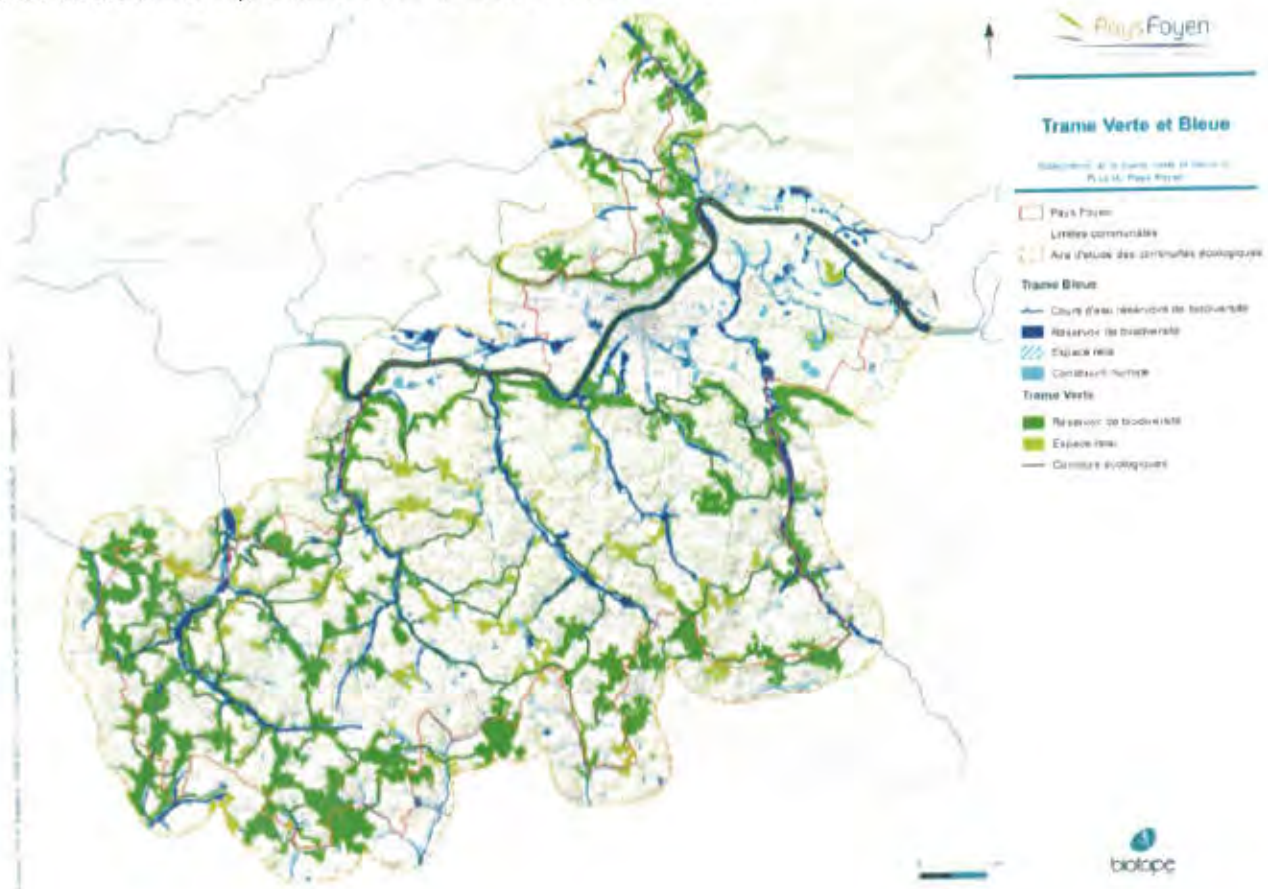 Pays Foyen
Trame Verte et Bleue
Pays Foyen
Limites communales
Aire d'étude des continuités écologiques
Trame Bleue
Cours d'eau réservoirs de biodiversité
Réservoir de biodiversité
Espace relai
Continuum humide
Trame Verte
Réservoir de biodiversité
Espace relai
Corridors écologiques
biotope